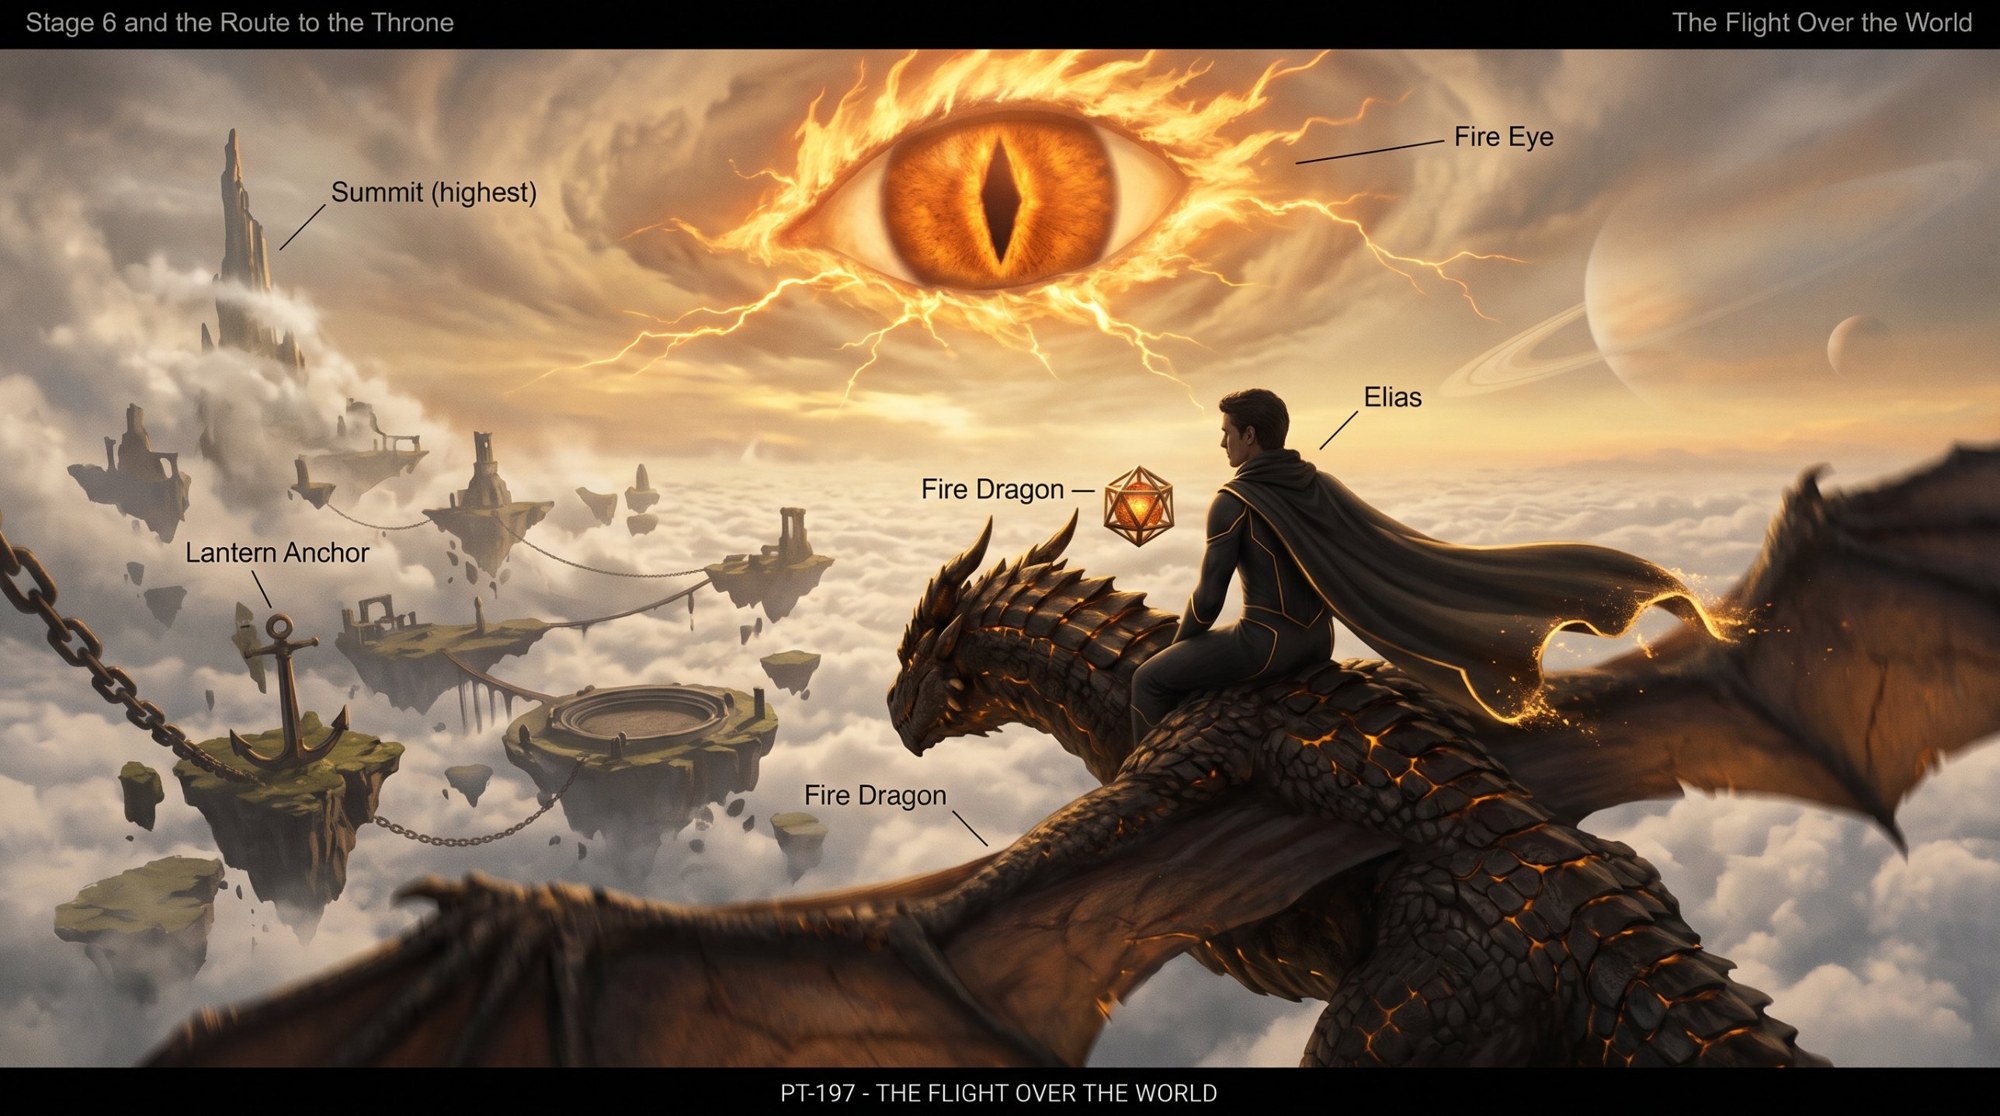 Stage 6 and the Route to the Throne
The Flight Over the World
Fire Eye
Summit (highest)
Elias
Fire Dragon
Lantern Anchor
Fire Dragon
PT-197 - THE FLIGHT OVER THE WORLD